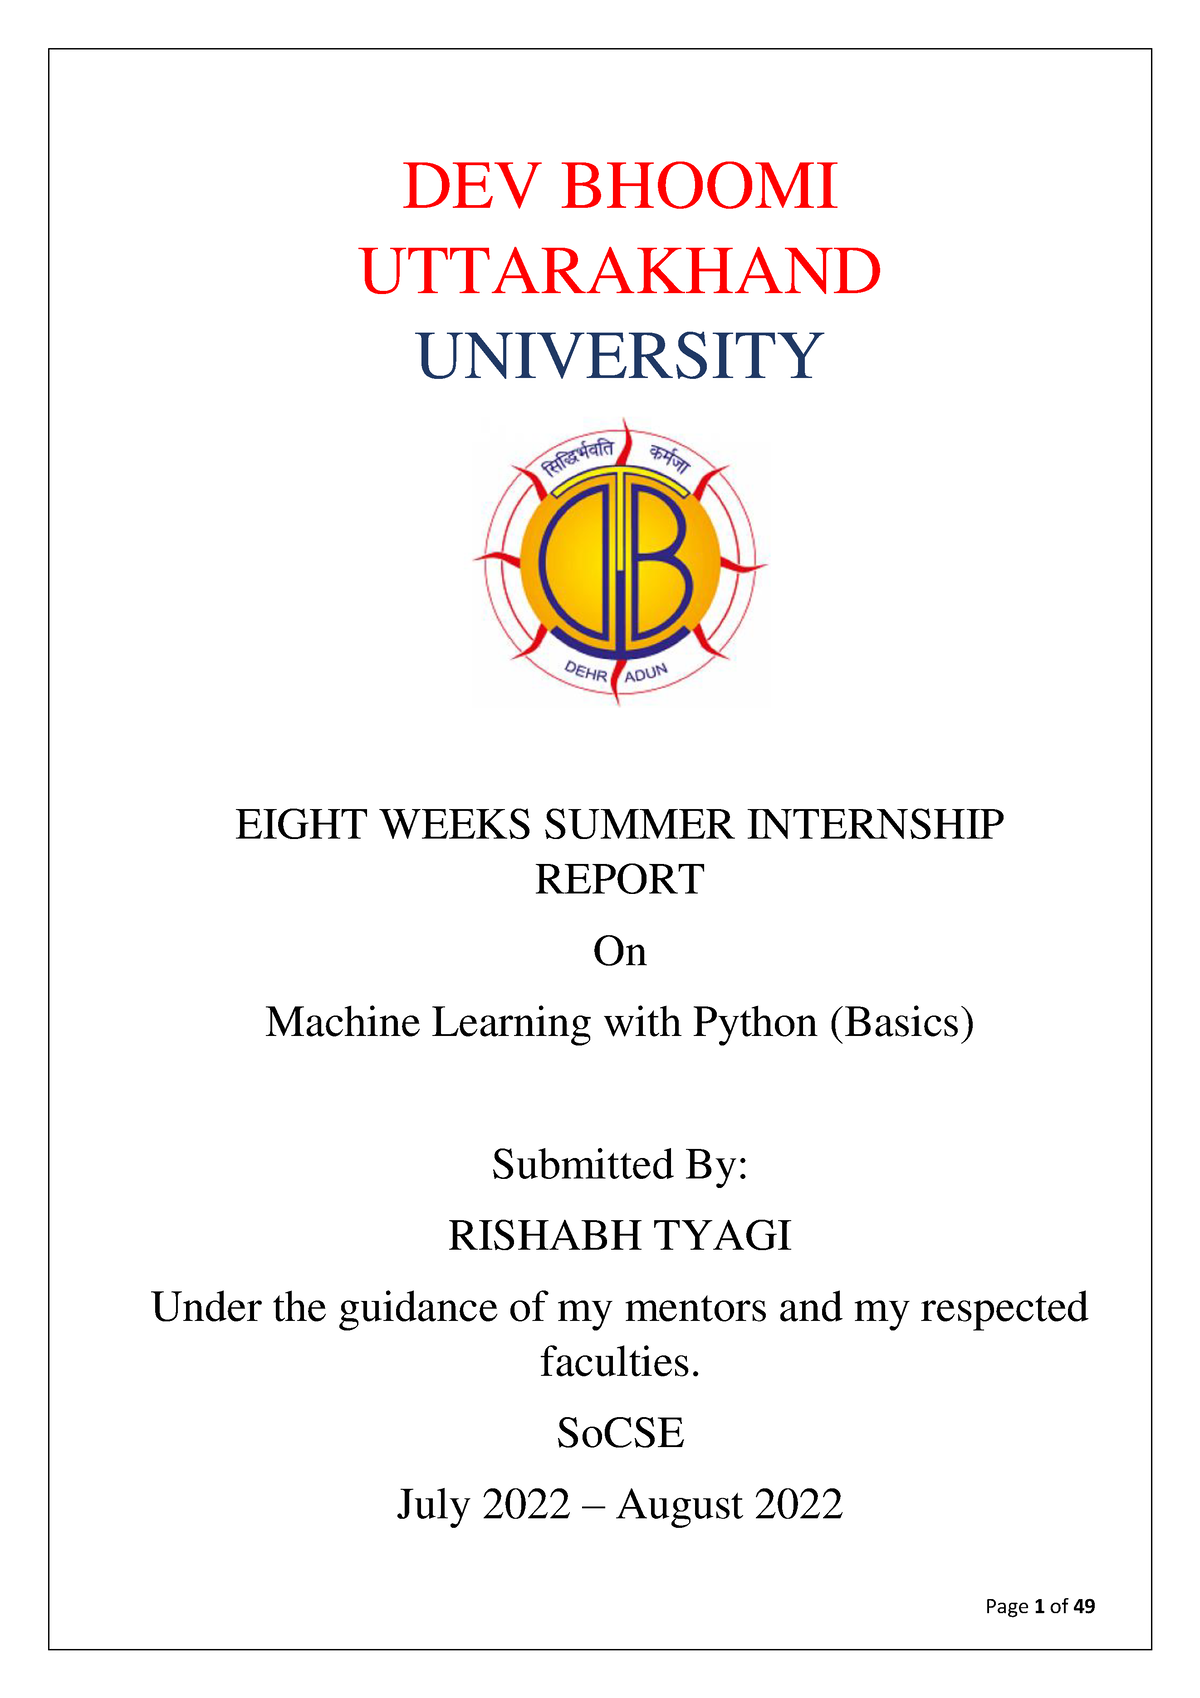 DEV BHOOMI
UTTARAKHAND
UNIVERSITY
सिद्धिर्भवति कर्मजा
DB
DEHRADUN
EIGHT WEEKS SUMMER INTERNSHIP
REPORT
On
Machine Learning with Python (Basics)
Submitted By:
RISHABH TYAGI
Under the guidance of my mentors and my respected
faculties.
SoCSE
July 2022 – August 2022
Page 1 of 49